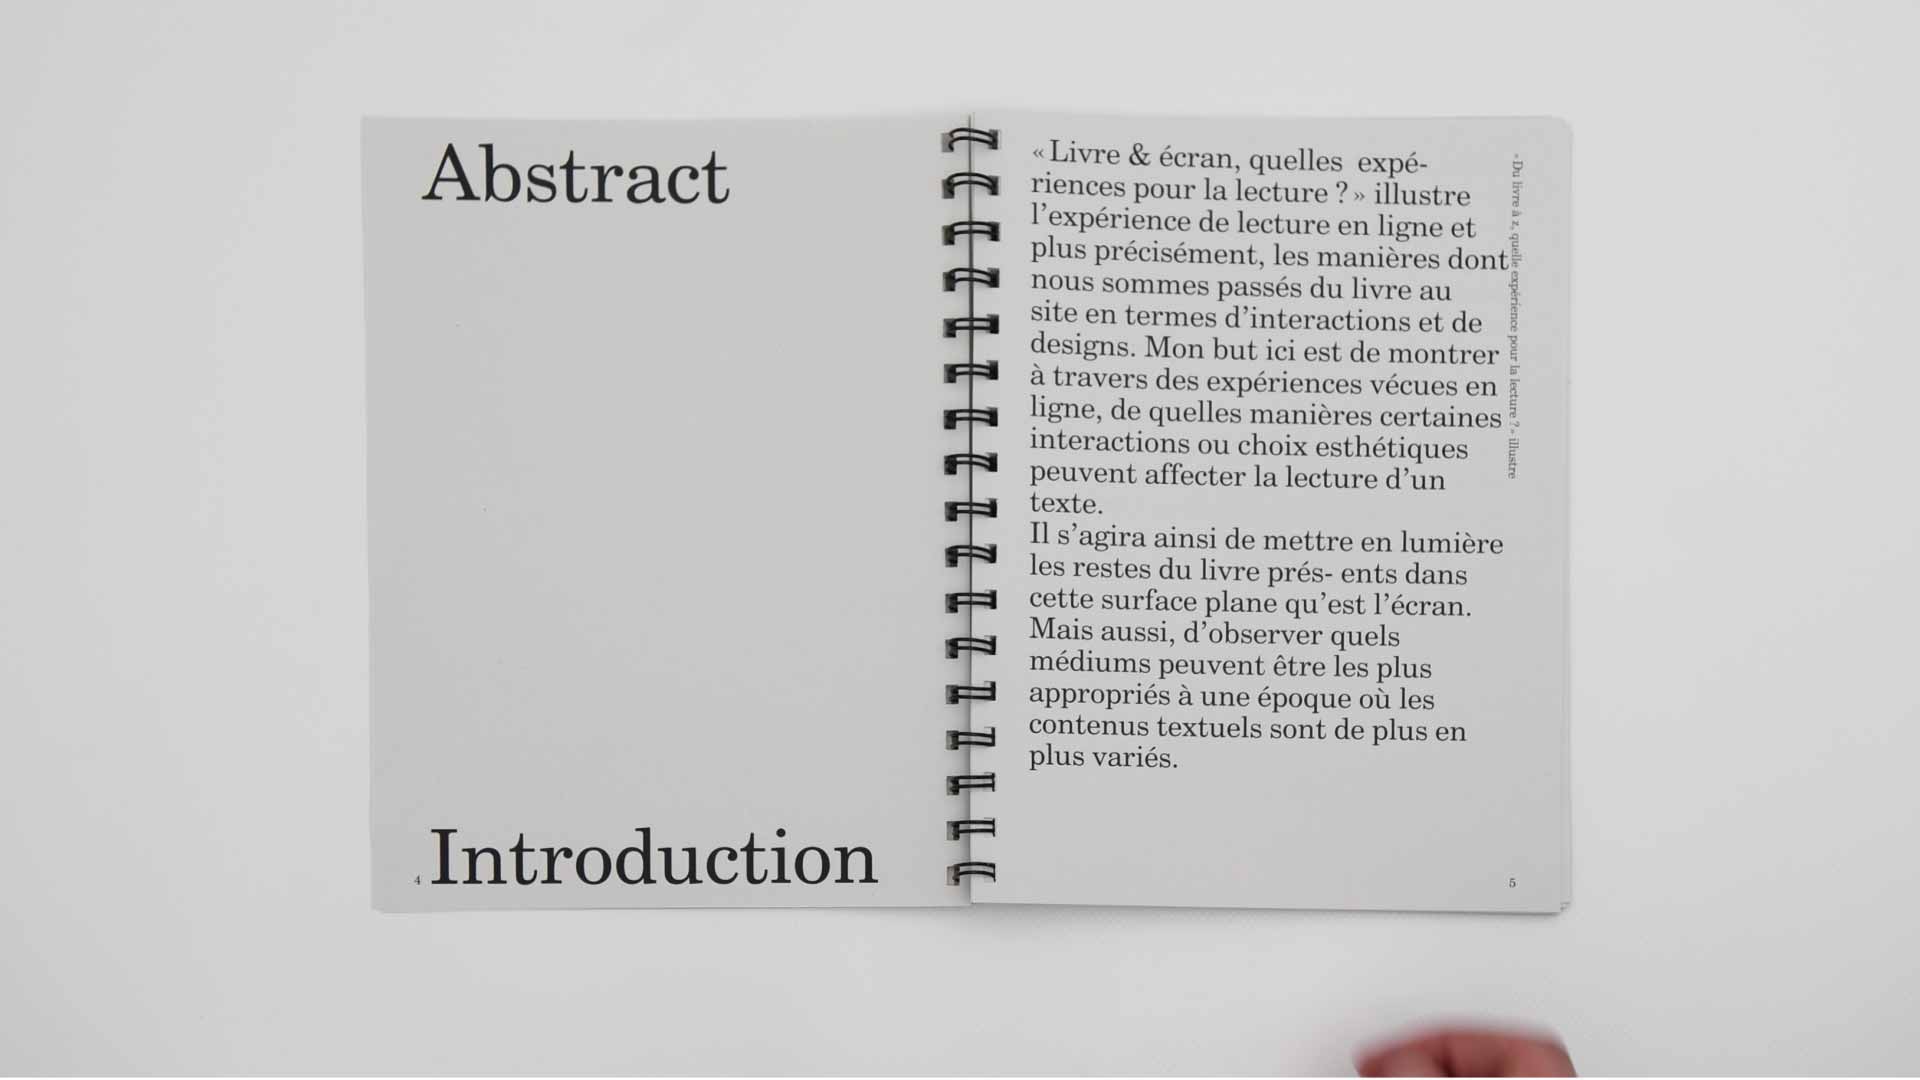 Abstract
4 Introduction
« Livre & écran, quelles  expé-
riences pour la lecture ? » illustre
l’expérience de lecture en ligne et
plus précisément, les manières dont
nous sommes passés du livre au
site en termes d’interactions et de
designs. Mon but ici est de montrer
à travers des expériences vécues en
ligne, de quelles manières certaines
interactions ou choix esthétiques
peuvent affecter la lecture d’un
texte.
Il s’agira ainsi de mettre en lumière
les restes du livre prés- ents dans
cette surface plane qu’est l’écran.
Mais aussi, d’observer quels
médiums peuvent être les plus
appropriés à une époque où les
contenus textuels sont de plus en
plus variés.
« Du livre à z, quelle expérience pour la lecture ? » illustre
5